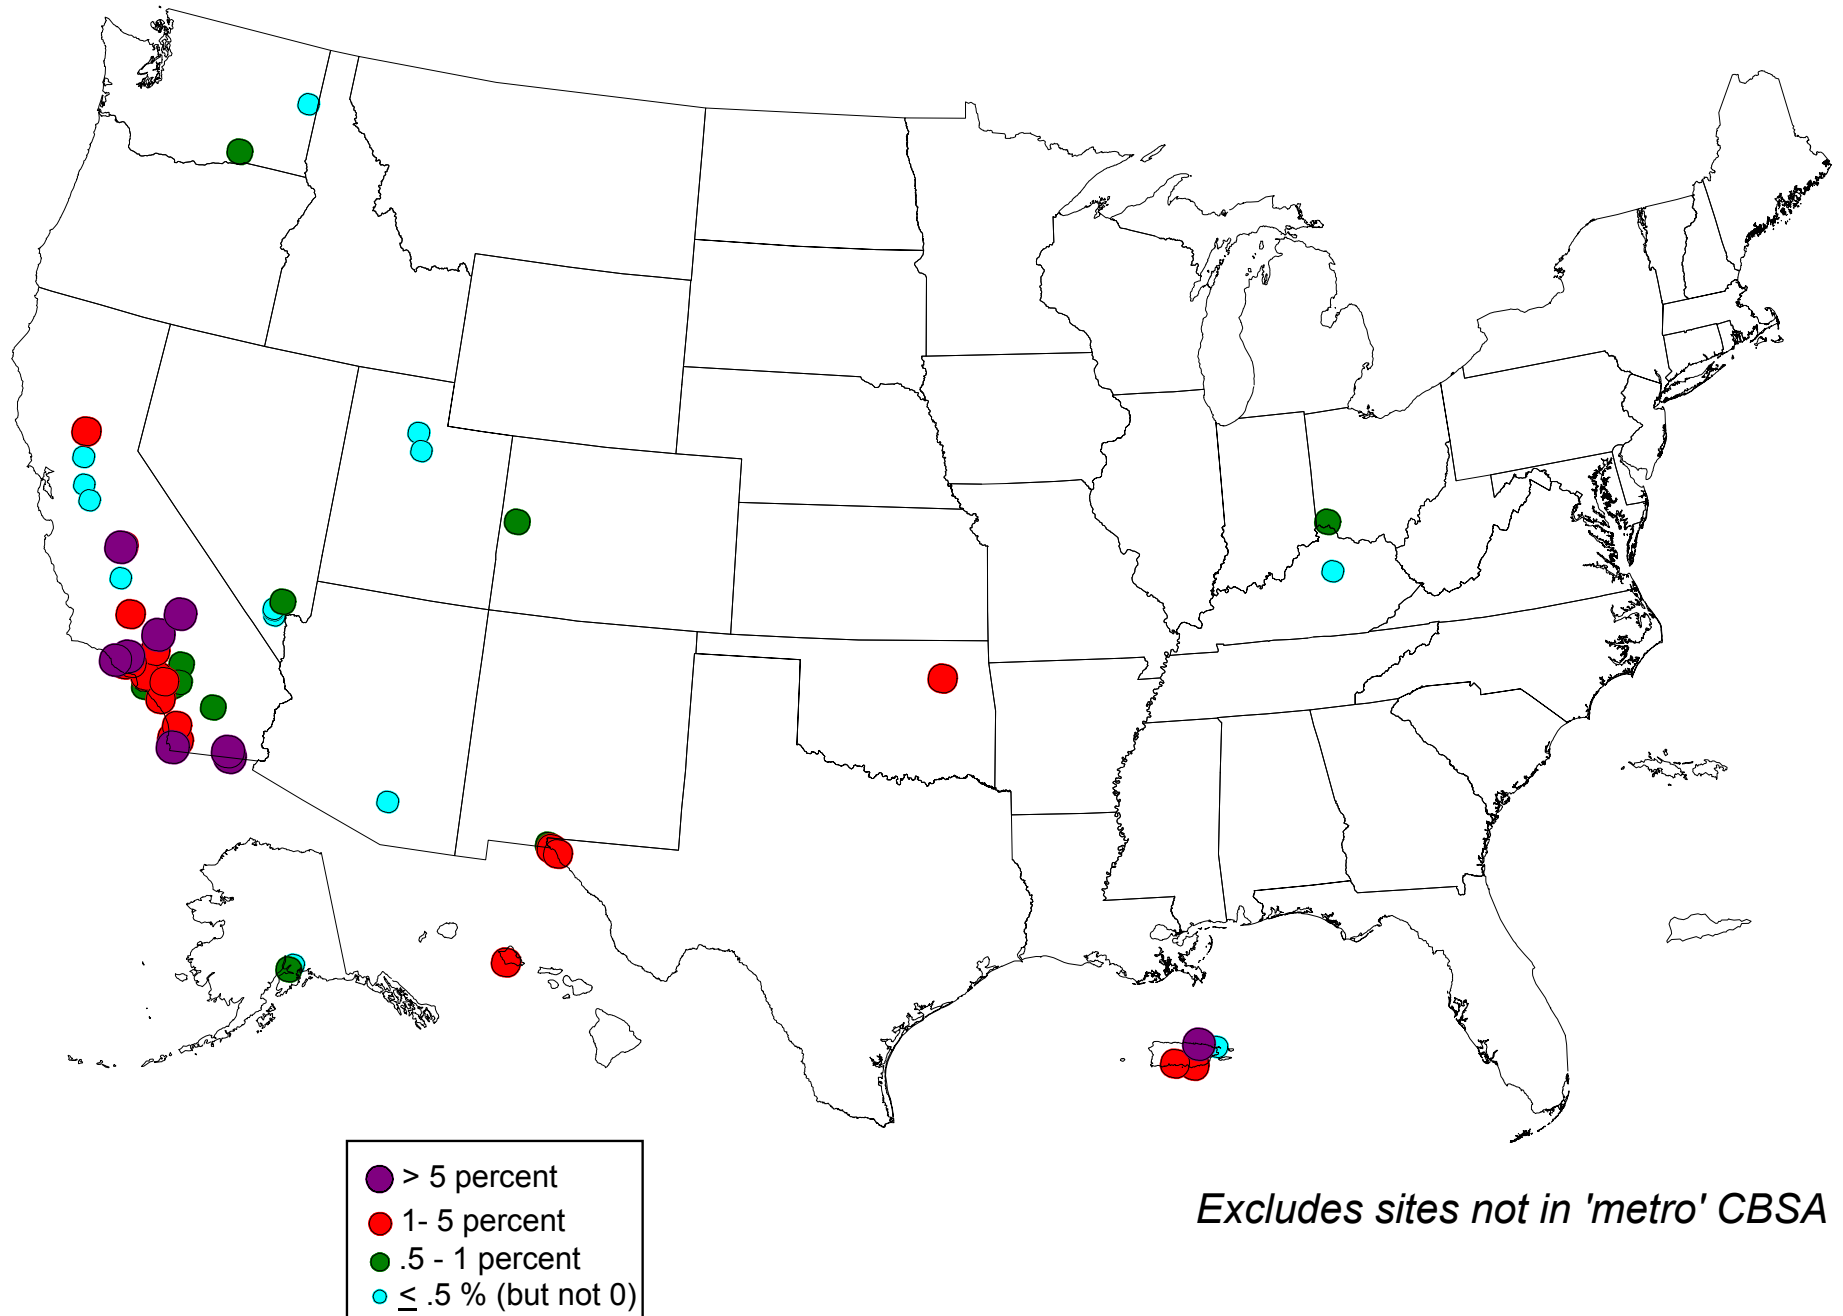 > 5 percent
1- 5 percent
.5 - 1 percent
≤ .5 % (but not 0)
Excludes sites not in 'metro' CBSA